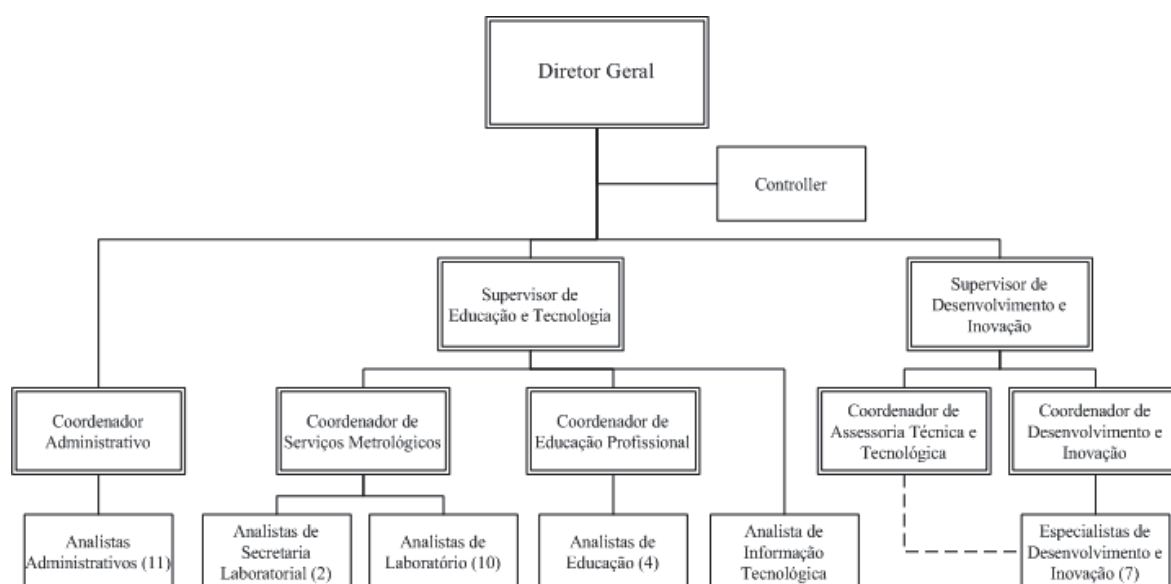 Diretor Geral
Controller
Supervisor de
Educação e Tecnologia
Supervisor de
Desenvolvimento e
Inovação
Coordenador
Administrativo
Coordenador de
Serviços Metrológicos
Coordenador de
Educação Profissional
Coordenador de
Assessoria Técnica e
Tecnológica
Coordenador de
Desenvolvimento e
Inovação
Analistas
Administrativos (11)
Analistas de
Secretaria
Laboratorial (2)
Analistas de
Laboratório (10)
Analistas de
Educação (4)
Analista de
Informação
Tecnológica
Especialistas de
Desenvolvimento e
Inovação (7)